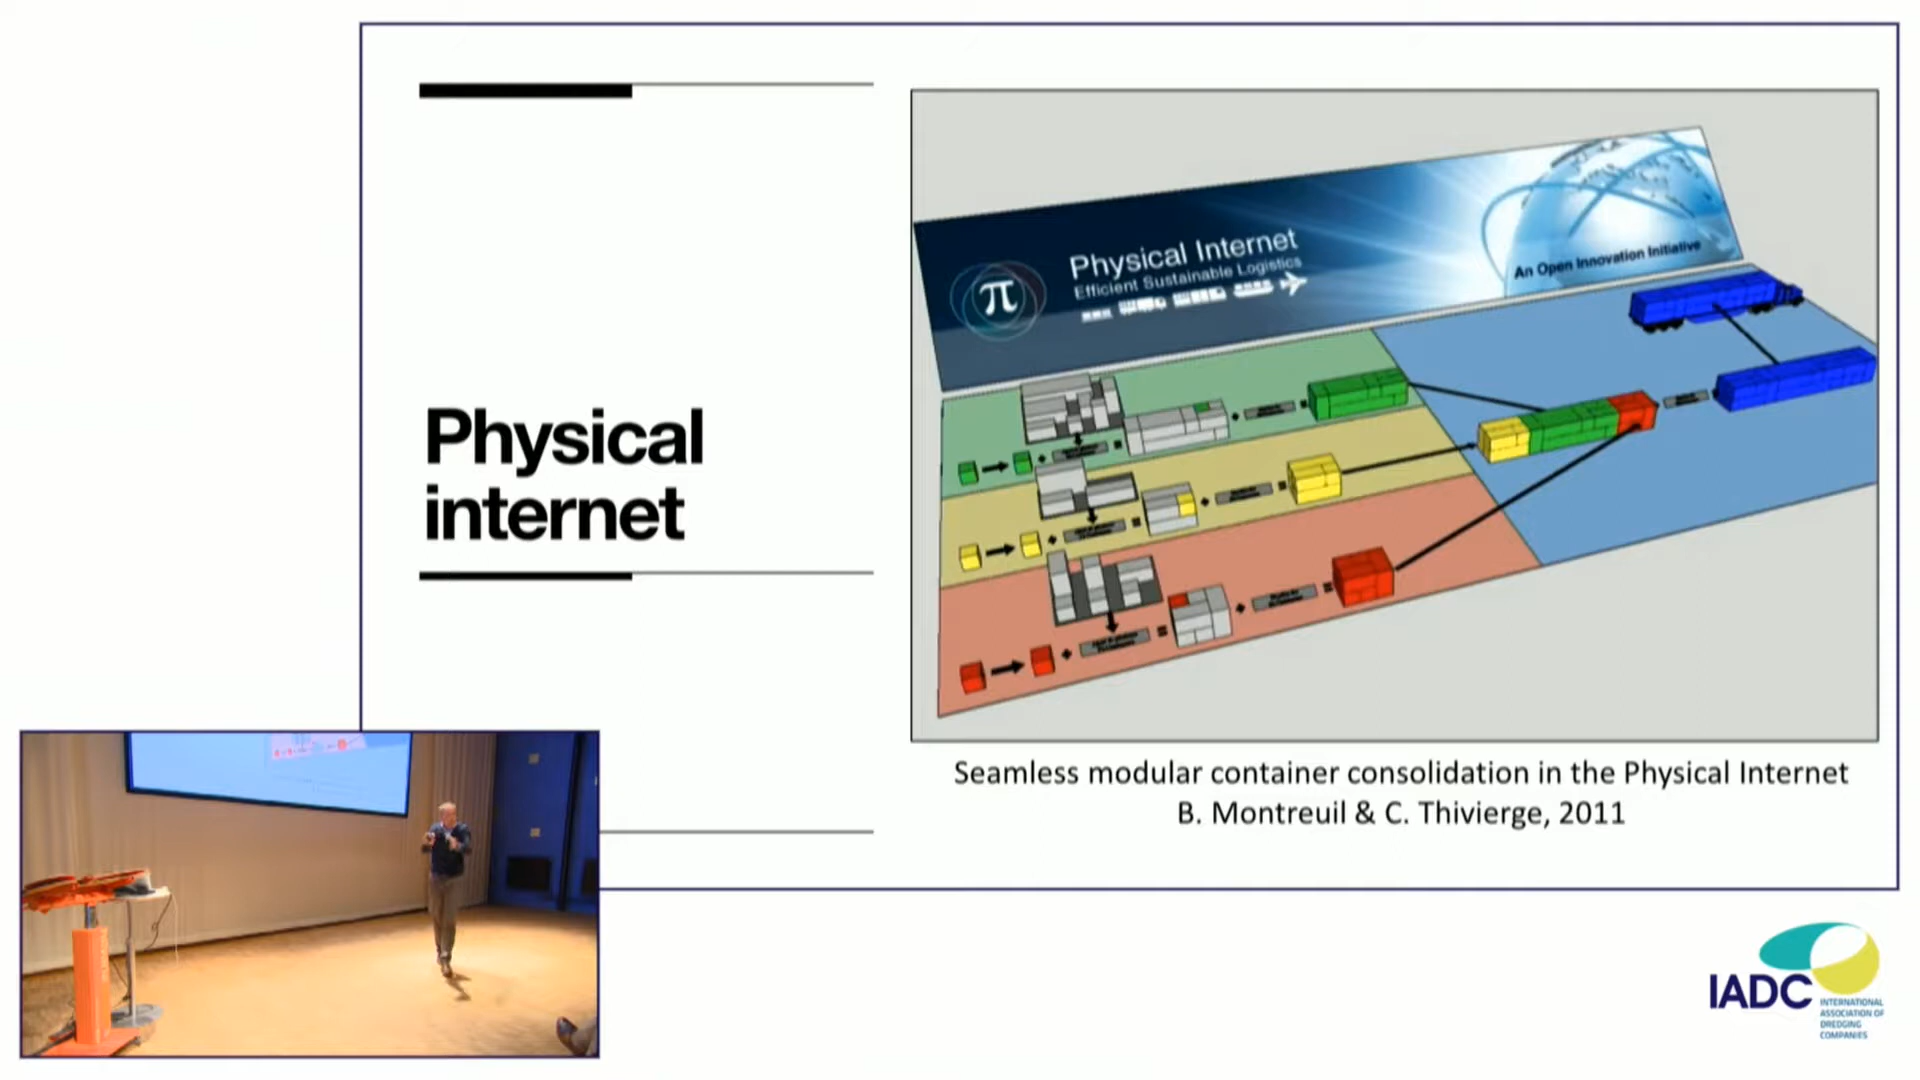 Physical
internet
Physical Internet
Efficient Sustainable Logistics
π
An Open Innovation Initiative
Seamless modular container consolidation in the Physical Internet
B. Montreuil & C. Thivierge, 2011
IADC
INTERNATIONAL
ASSOCIATION OF
DREDGING
COMPANIES